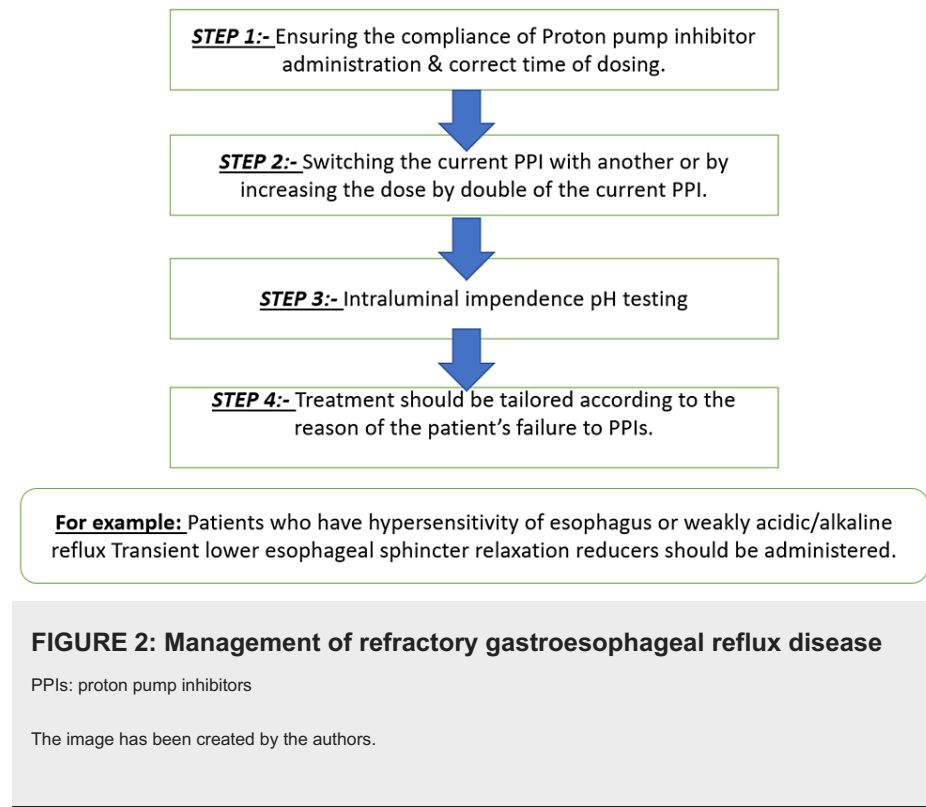 STEP 1:- Ensuring the compliance of Proton pump inhibitor
administration & correct time of dosing.
STEP 2:- Switching the current PPI with another or by
increasing the dose by double of the current PPI.
STEP 3:- Intraluminal impendence pH testing
STEP 4:- Treatment should be tailored according to the
reason of the patient’s failure to PPIs.
For example: Patients who have hypersensitivity of esophagus or weakly acidic/alkaline
reflux Transient lower esophageal sphincter relaxation reducers should be administered.
FIGURE 2: Management of refractory gastroesophageal reflux disease
PPIs: proton pump inhibitors
The image has been created by the authors.